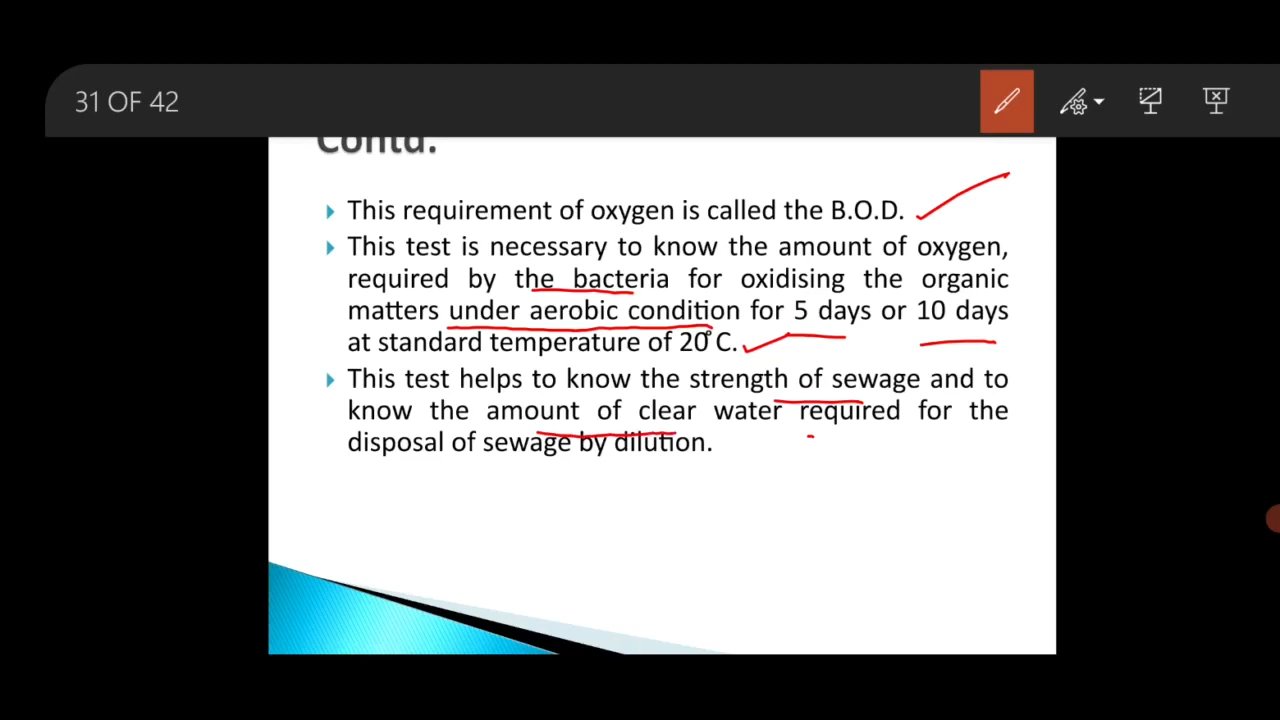 31 OF 42
Contd.
This requirement of oxygen is called the B.O.D.
This test is necessary to know the amount of oxygen,
required by the bacteria for oxidising the organic
matters under aerobic condition for 5 days or 10 days
at standard temperature of 20°C.
This test helps to know the strength of sewage and to
know the amount of clear water required for the
disposal of sewage by dilution.